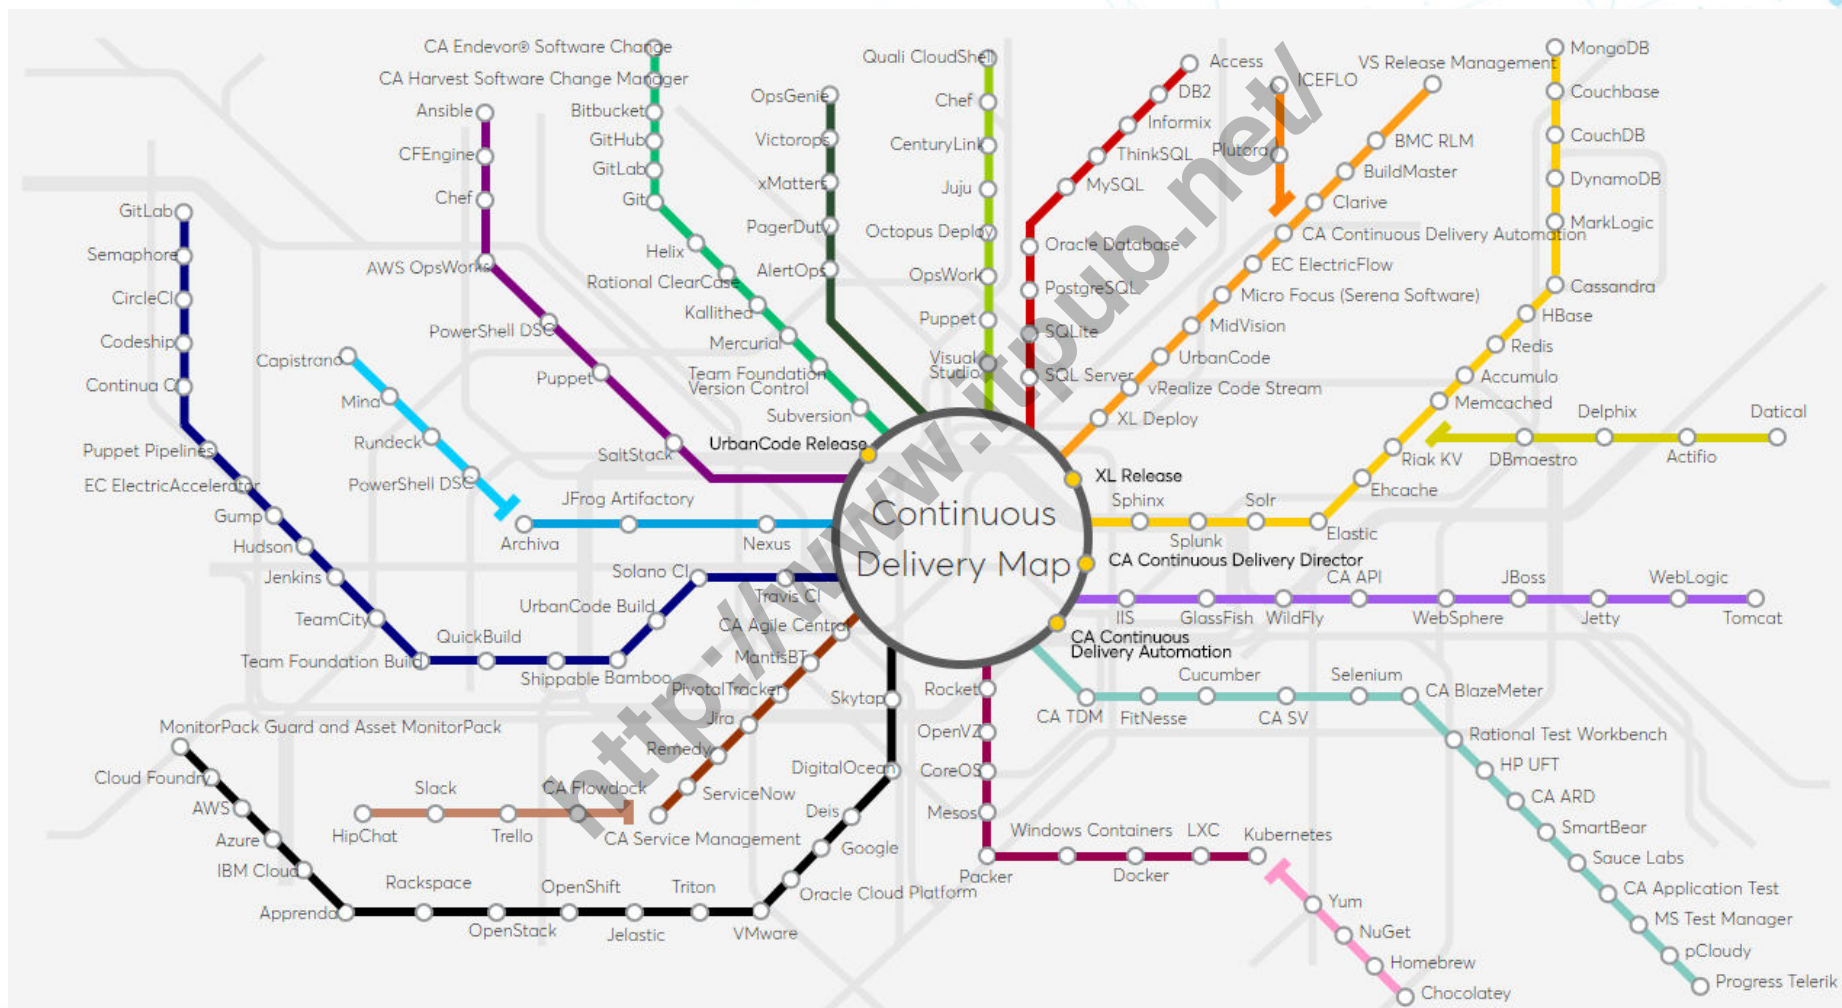 CA Endevor® Software Change
CA Harvest Software Change Manager
Bitbucket
GitHub
GitLab
Git
Helix
Rational ClearCase
Kallithea
Mercurial
Team Foundation
Version Control
Subversion
Ansible
CFEngine
Chef
AWS OpsWorks
PowerShell DSC
Puppet
SaltStack
OpsGenie
Victorops
xMatters
PagerDuty
AlertOps
Quali CloudShell
Chef
CenturyLink
Juju
Octopus Deploy
OpsWork
Puppet
Visual
Studio
Access
DB2
Informix
ThinkSQL
MySQL
Oracle Database
PostgreSQL
SQLite
SQL Server
ICEFLO
Plutora
VS Release Management
BMC RLM
BuildMaster
Clarive
CA Continuous Delivery Automation
EC ElectricFlow
Micro Focus (Serena Software)
MidVision
UrbanCode
vRealize Code Stream
XL Deploy
MongoDB
Couchbase
CouchDB
DynamoDB
MarkLogic
Cassandra
HBase
Redis
Accumulo
Memcached
Riak KV
Ehcache
Elastic
Solr
Splunk
Sphinx
Delphix
Datical
DBmaestro
Actifio
GitLab
Semaphore
CircleCI
Codeship
Continua CI
Puppet Pipelines
EC ElectricAccelerator
Gump
Hudson
Jenkins
TeamCity
Team Foundation Build
QuickBuild
Shippable
Bamboo
UrbanCode Build
Solano CI
Travis CI
Capistrano
Mina
Rundeck
PowerShell DSC
JFrog Artifactory
Archiva
Nexus
UrbanCode Release
XL Release
CA Continuous Delivery Director
CA Continuous
Delivery Automation
Continuous
Delivery Map
IIS
GlassFish
WildFly
CA API
WebSphere
JBoss
Jetty
WebLogic
Tomcat
CA Agile Central
MantisBT
PivotalTracker
Jira
Remedy
ServiceNow
CA Service Management
HipChat
Slack
Trello
CA Flowdock
MonitorPack Guard and Asset MonitorPack
Cloud Foundry
AWS
Azure
IBM Cloud
Apprenda
Rackspace
OpenStack
OpenShift
Jelastic
Triton
VMware
Oracle Cloud Platform
Google
Deis
DigitalOcean
Skytap
Rocket
OpenVZ
CoreOS
Mesos
Packer
Windows Containers
Docker
LXC
Kubernetes
Yum
NuGet
Homebrew
Chocolatey
CA TDM
FitNesse
Cucumber
CA SV
Selenium
CA BlazeMeter
Rational Test Workbench
HP UFT
CA ARD
SmartBear
Sauce Labs
CA Application Test
MS Test Manager
pCloudy
Progress Telerik
http://www.itpub.net/